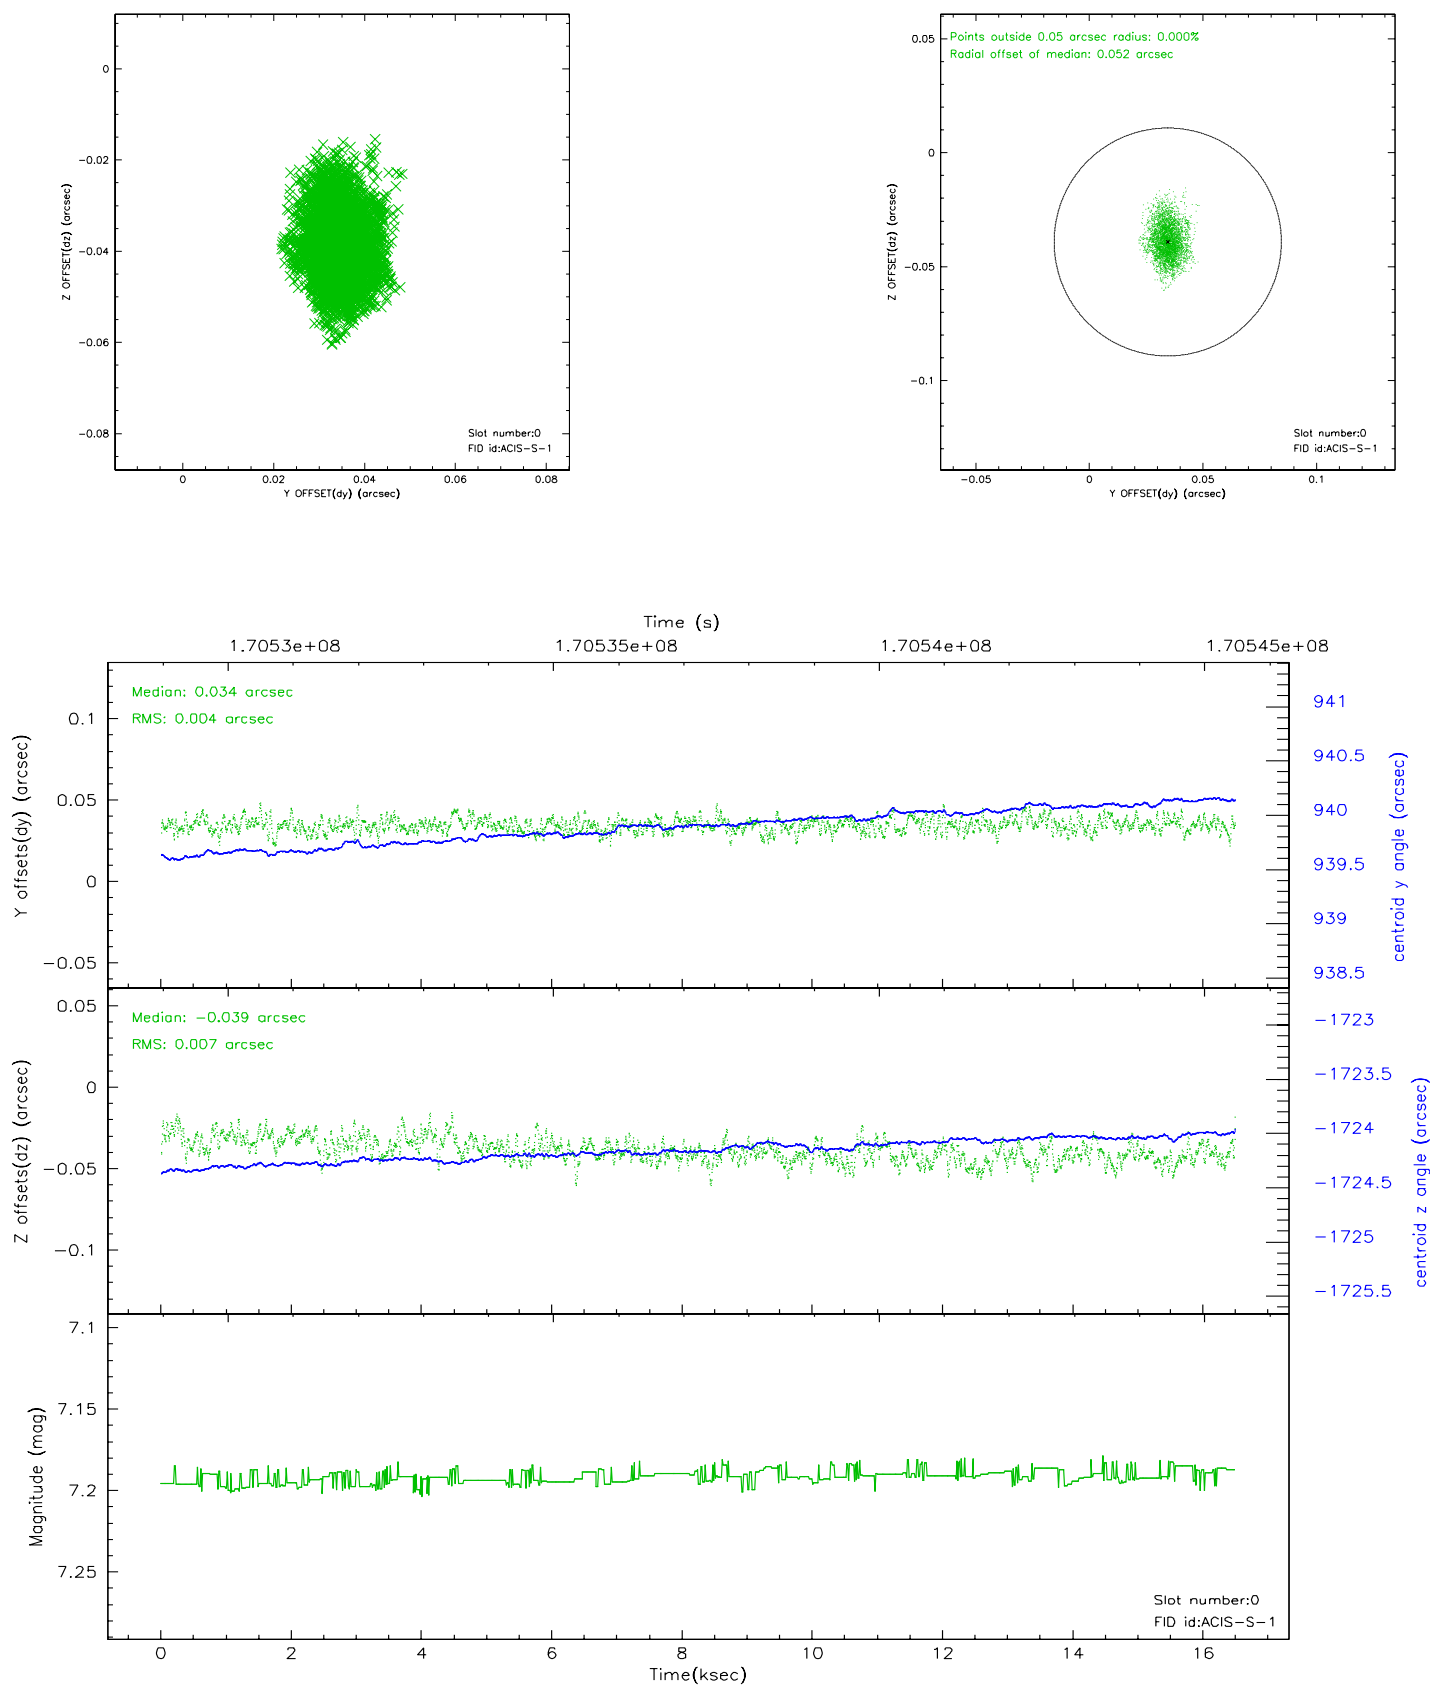 0
−0.02
−0.04
−0.06
−0.08
Z OFFSET(dz) (arcsec)
0
0.02
0.04
0.06
0.08
Y OFFSET(dy) (arcsec)
Slot number:0
FID id:ACIS−S−1
Points outside 0.05 arcsec radius: 0.000%
Radial offset of median: 0.052 arcsec
0.05
0
−0.05
−0.1
Z OFFSET(dz) (arcsec)
−0.05
0
0.05
0.1
Y OFFSET(dy) (arcsec)
Slot number:0
FID id:ACIS−S−1
Time (s)
1.7053e+08
1.70535e+08
1.7054e+08
1.70545e+08
Median: 0.034 arcsec
RMS: 0.004 arcsec
0.1
0.05
0
−0.05
Y offsets(dy) (arcsec)
941
940.5
940
939.5
939
938.5
centroid y angle (arcsec)
Median: −0.039 arcsec
RMS: 0.007 arcsec
0.05
0
−0.05
−0.1
Z offsets(dz) (arcsec)
−1723
−1723.5
−1724
−1724.5
−1725
−1725.5
centroid z angle (arcsec)
7.1
7.15
7.2
7.25
Magnitude (mag)
Slot number:0
FID id:ACIS−S−1
0
2
4
6
8
10
12
14
16
Time(ksec)